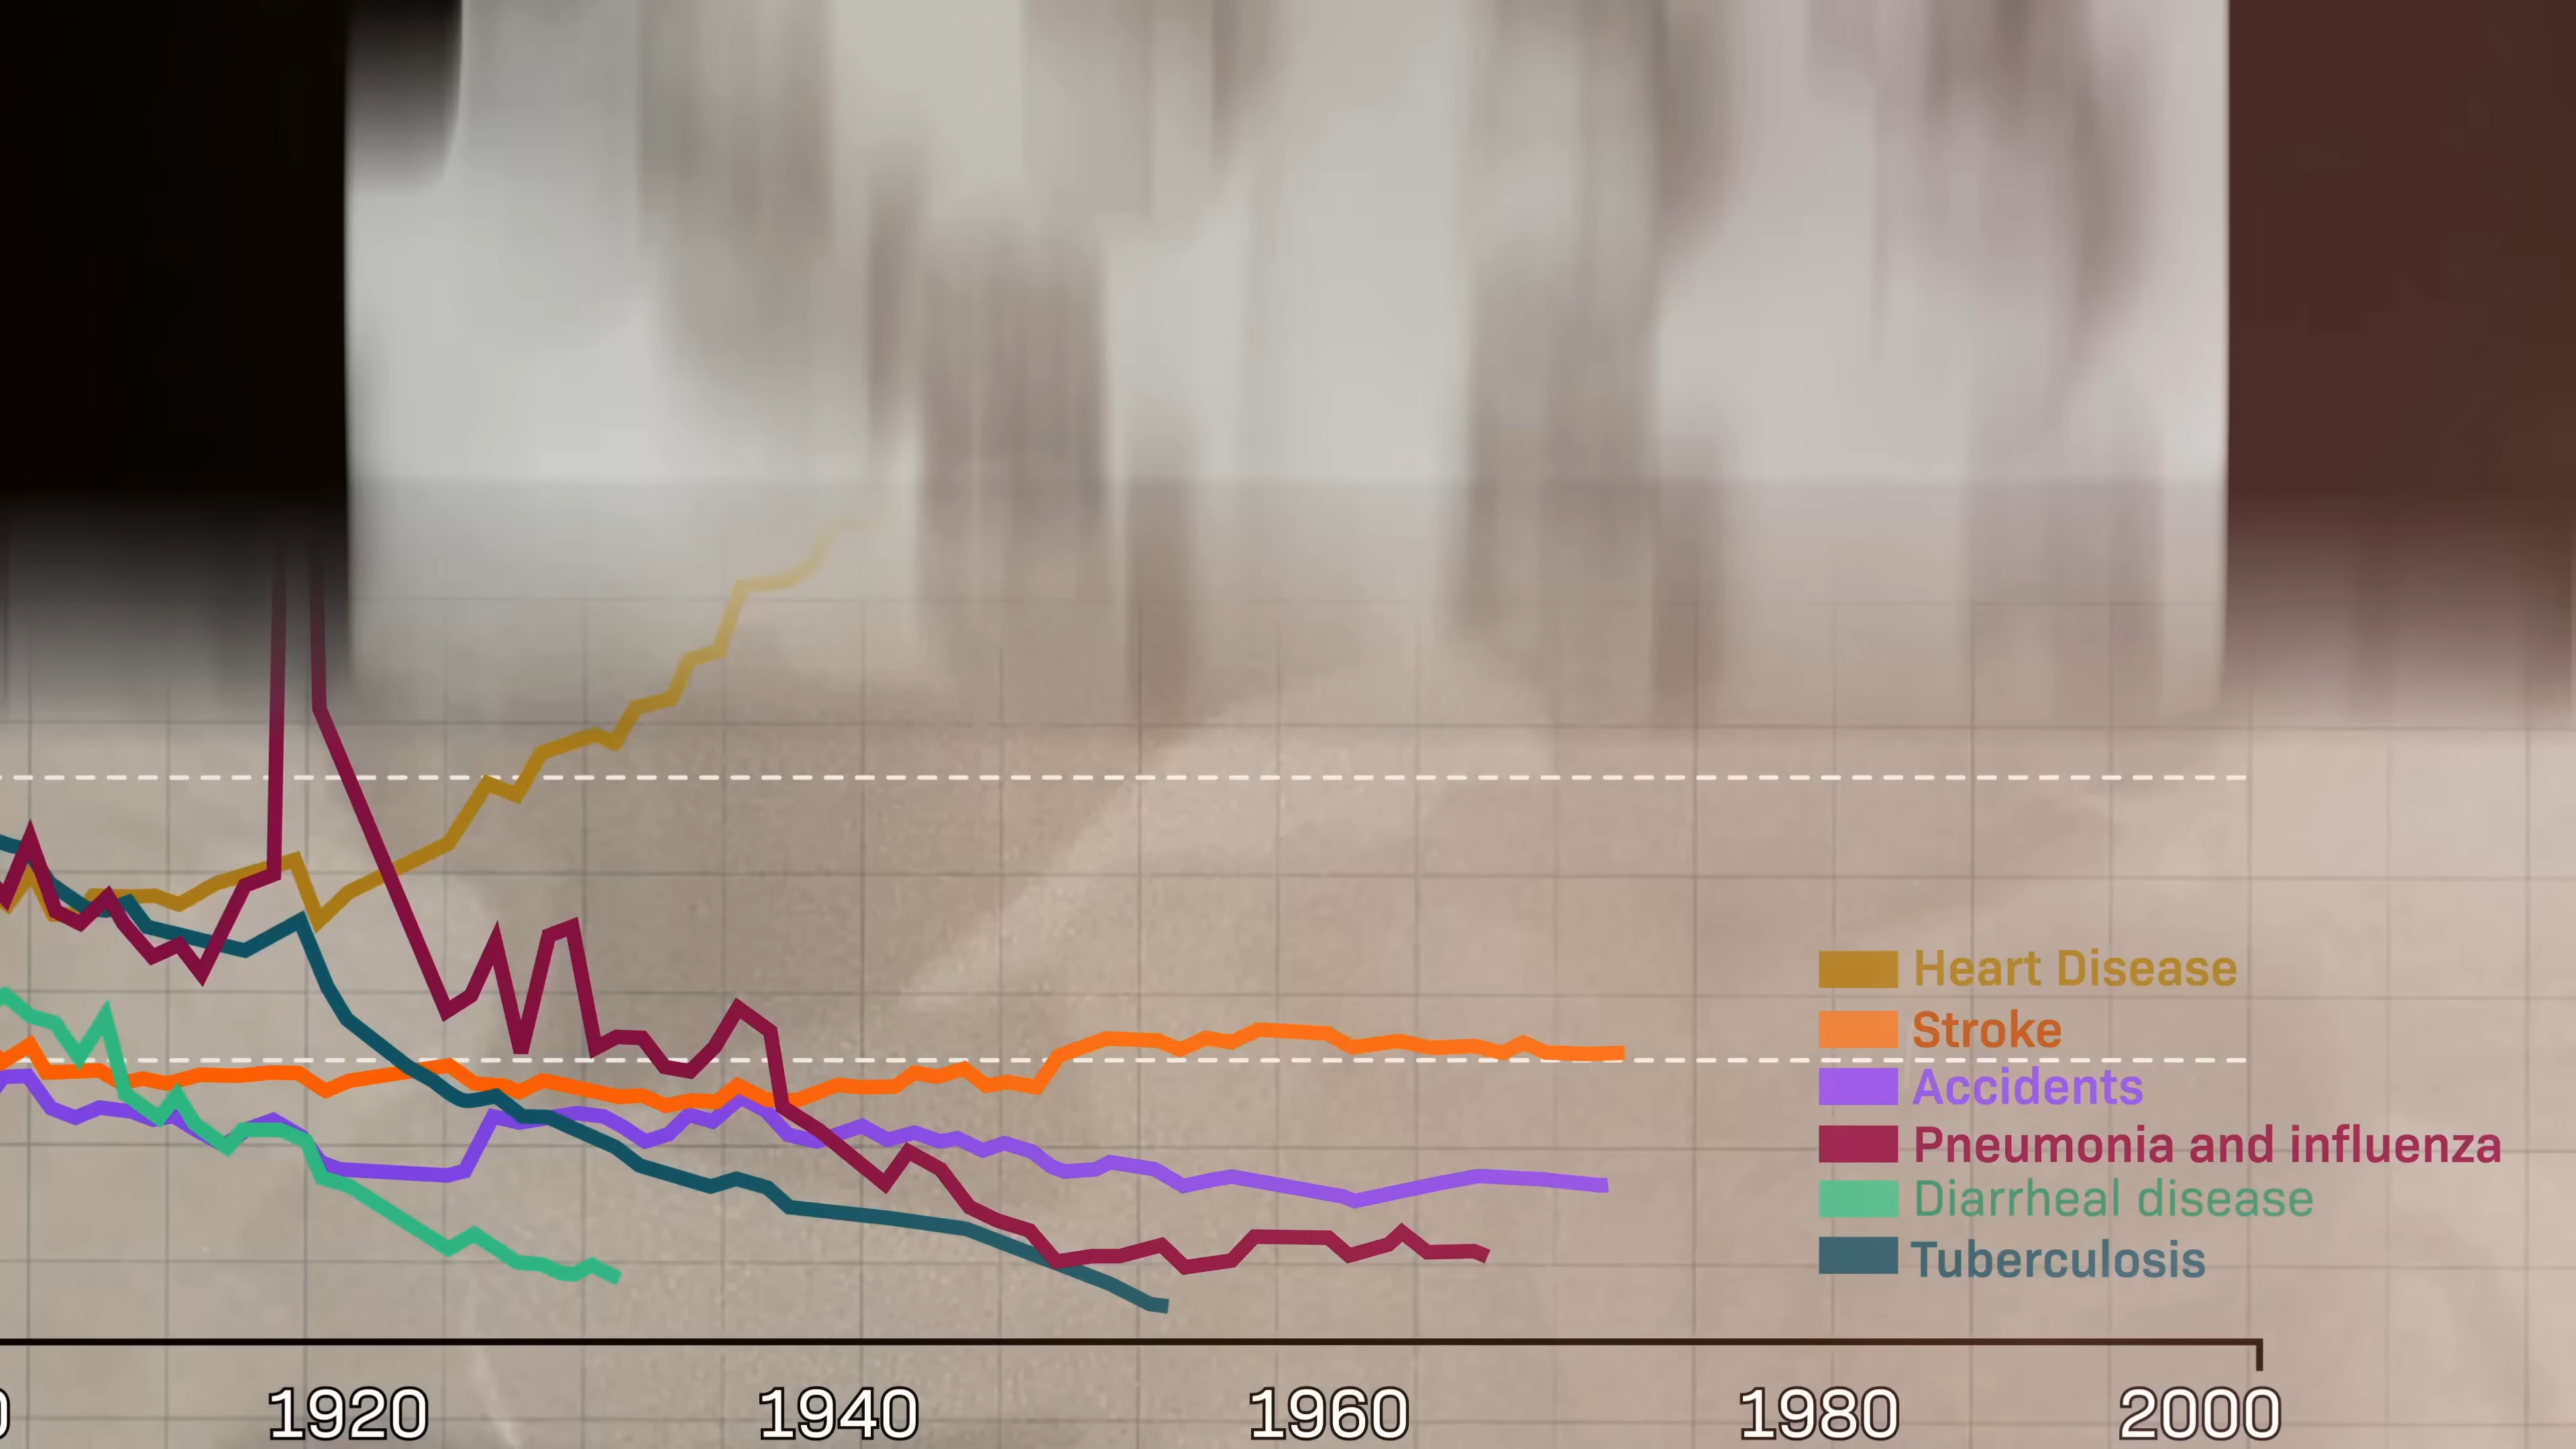 Heart Disease
Stroke
Accidents
Pneumonia and influenza
Diarrheal disease
Tuberculosis
1920
1940
1960
1980
2000